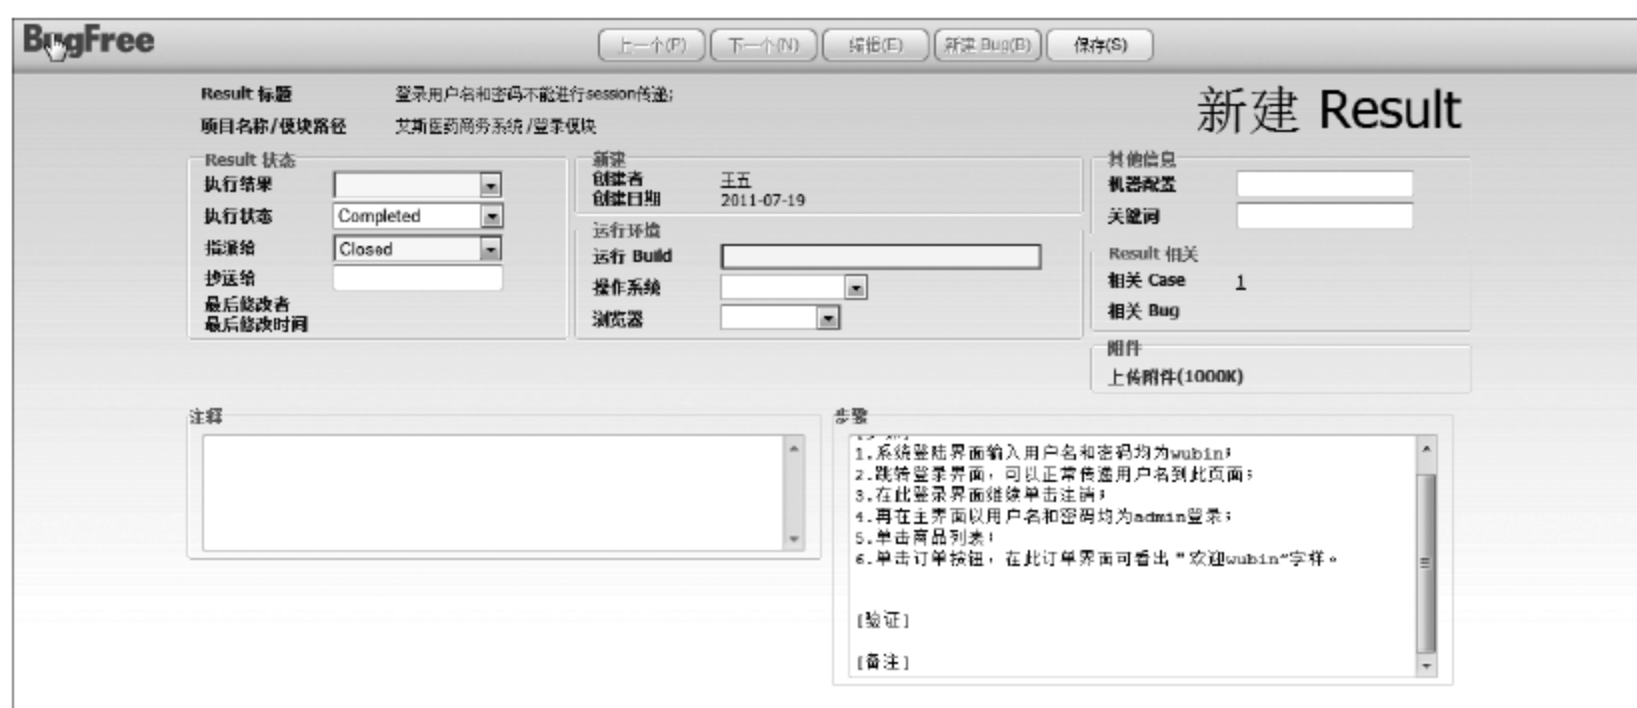 BugFree
上一个(P) 下一个(N) 编辑(E) 新建 Bug(B) 保存(S)
Result 标题 登录用户名和密码不能进行session传递;
项目名称/模块路径 艾斯医药商务系统/登录模块
新建 Result
Result 状态
执行结果
执行状态 Completed
指派给 Closed
抄送给
最后修改者
最后修改时间
新建
创建者 王五
创建日期 2011-07-19
运行环境
运行 Build
操作系统
浏览器
其他信息
机器配置
关键词
Result 相关
相关 Case 1
相关 Bug
附件
上传附件(1000K)
注释
步骤
1.系统登陆界面输入用户名和密码均为wubin;
2.跳转登录界面,可以正常传递用户名到此页面;
3.在此登录界面继续单击注销;
4.再在主界面以用户名和密码均为admin登录;
5.单击商品列表;
6.单击订单按钮,在此订单界面可看出"欢迎wubin"字样。
[验证]
[备注]